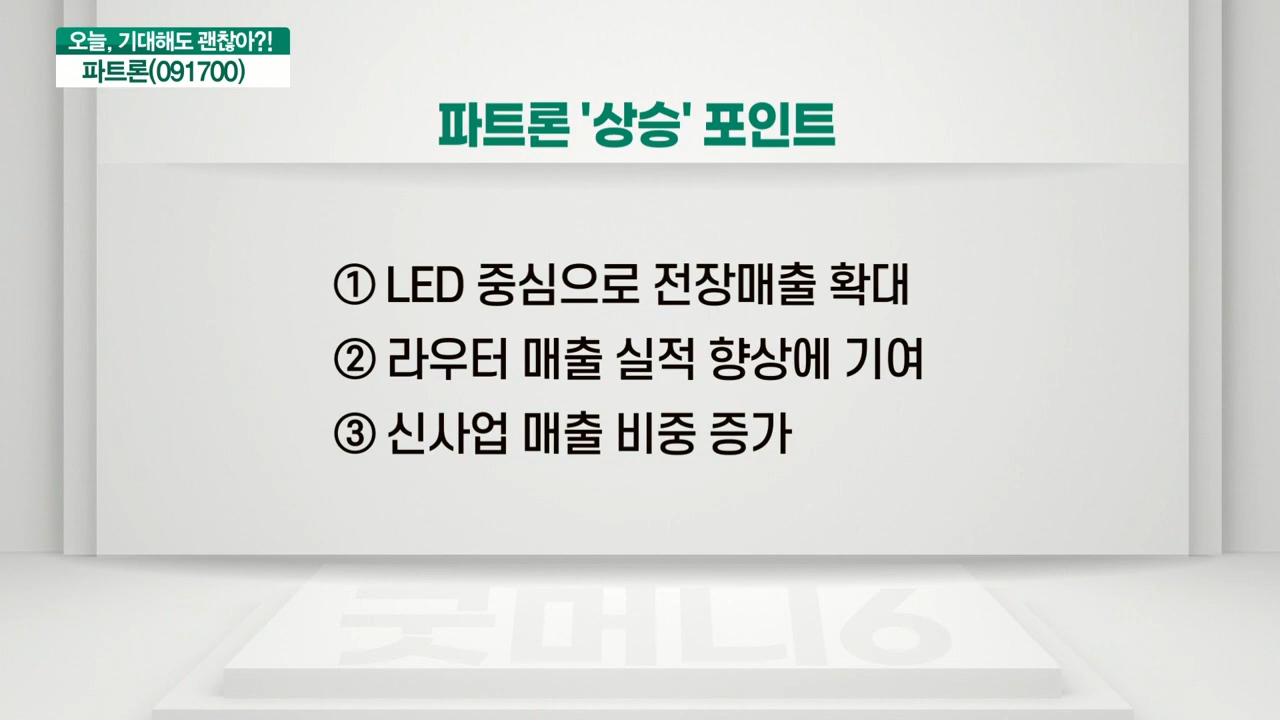 오늘, 기대해도 괜찮아?!
파트론(091700)
파트론 '상승' 포인트
① LED 중심으로 전장매출 확대
② 라우터 매출 실적 향상에 기여
③ 신사업 매출 비중 증가
굿머니6